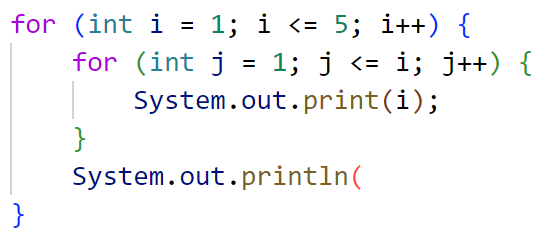 for (int i = 1; i <= 5; i++) {
    for (int j = 1; j <= i; j++) {
        System.out.print(i);
    }
    System.out.println(
}